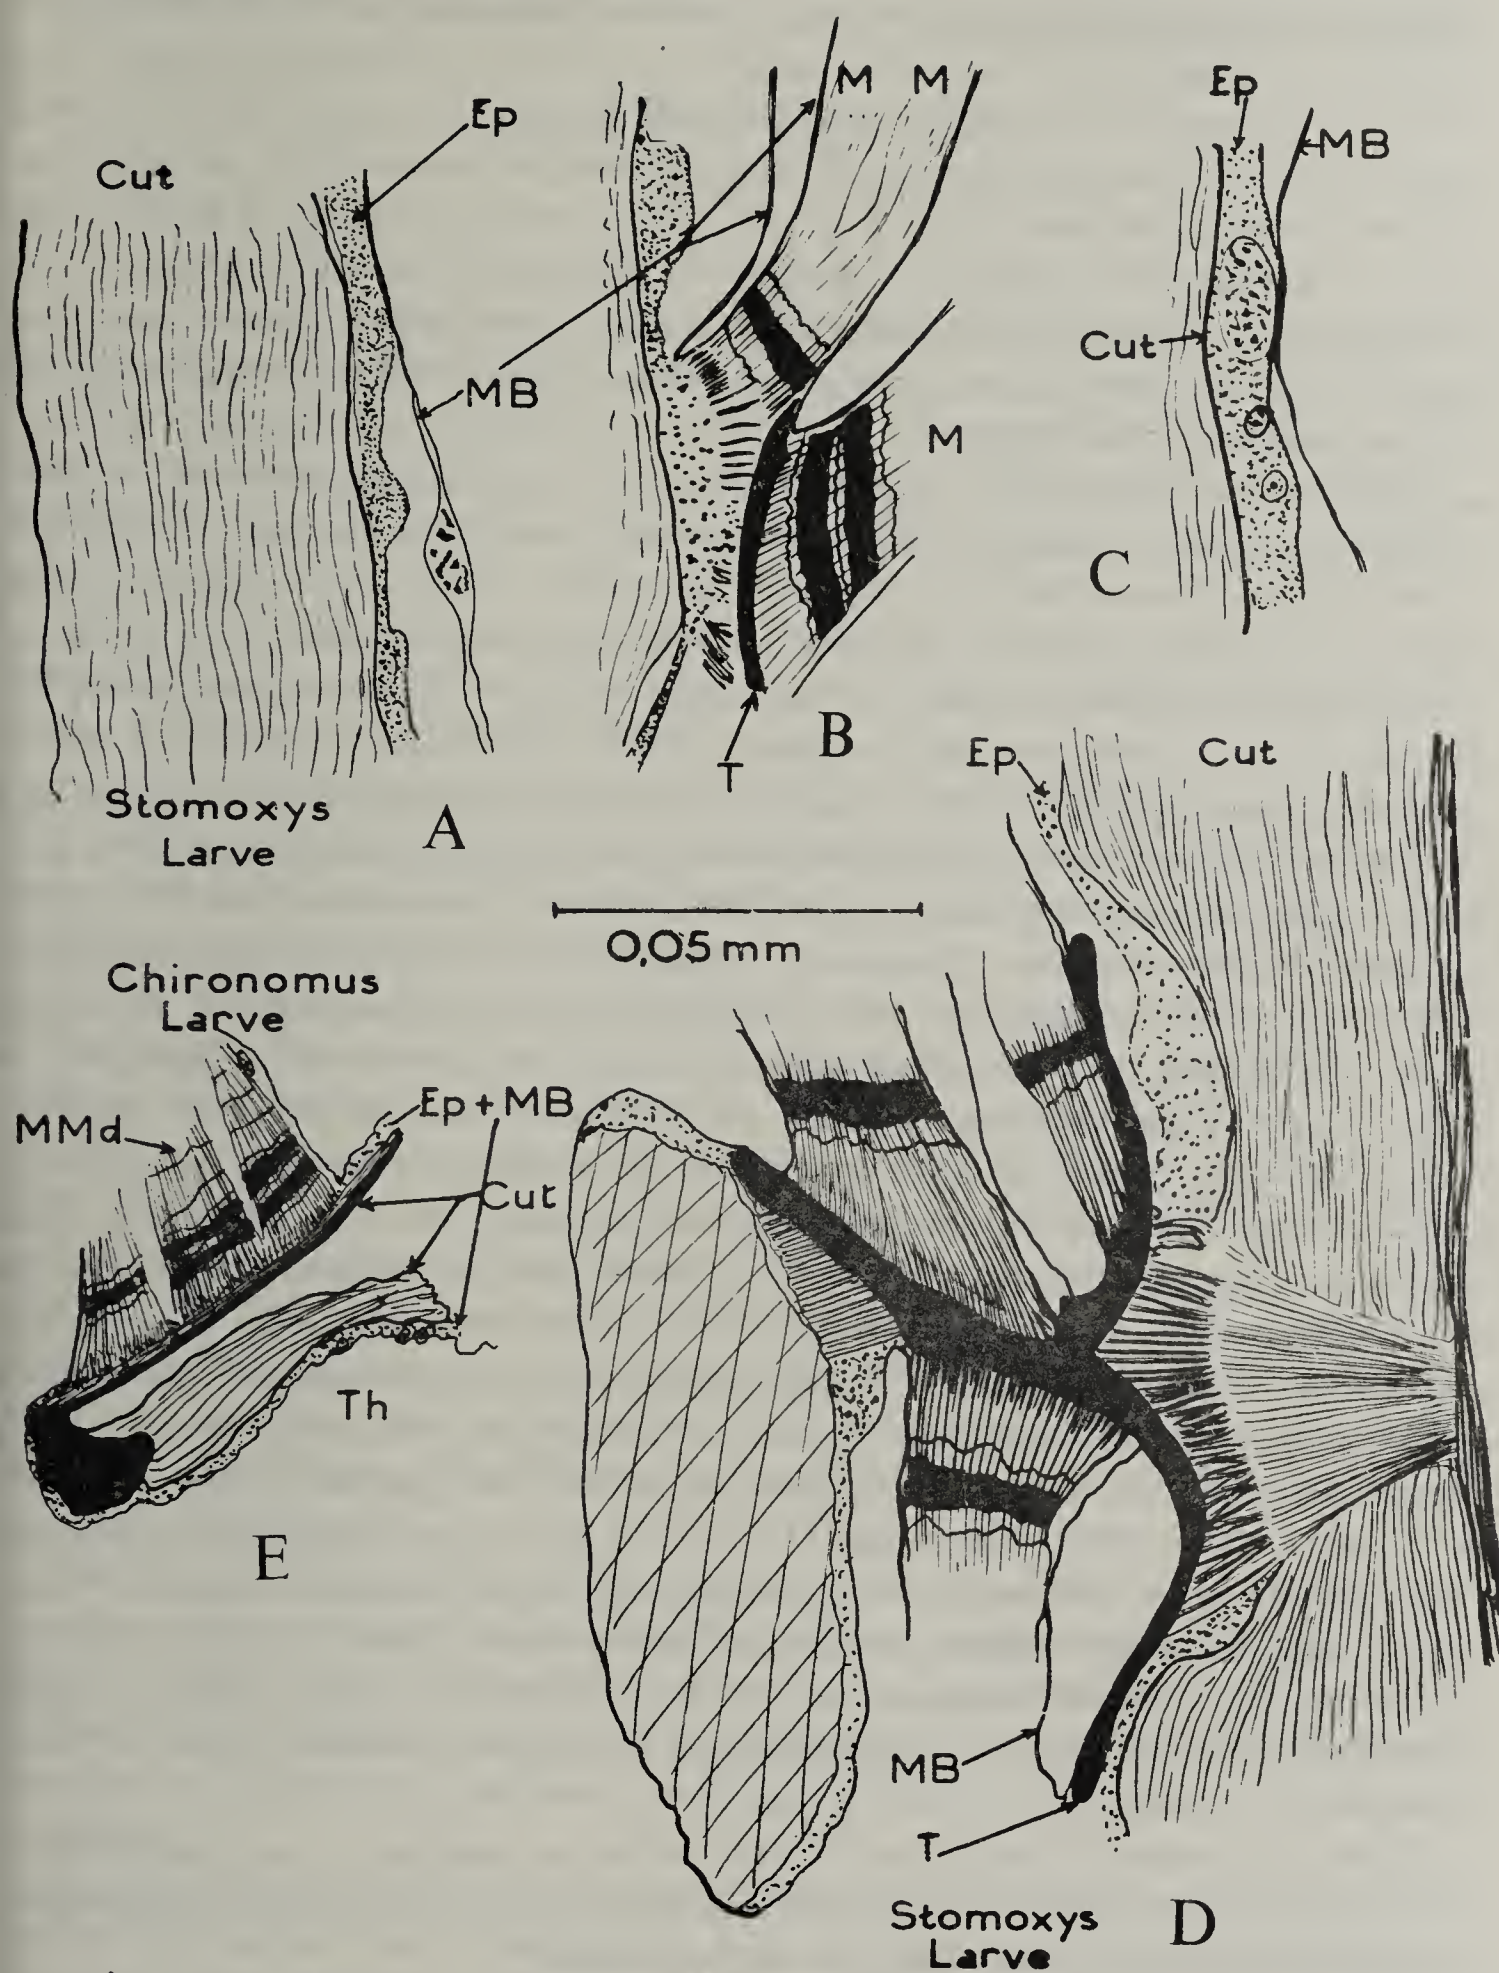 Cut
Ep
MB
Stomoxys
Larve
A
M M
M
T
B
Ep
MB
Cut
C
0,05 mm
Chironomus
Larve
MMd
Ep + MB
Cut
Th
E
Ep
Cut
MB
T
Stomoxys
Larve
D